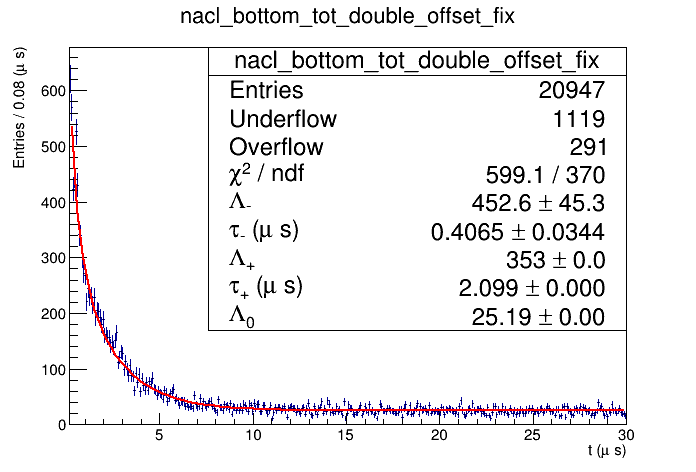 nacl_bottom_tot_double_offset_fix
Entries / 0.08 (μ s)
nacl_bottom_tot_double_offset_fix
Entries 20947
Underflow 1119
Overflow 291
χ² / ndf 599.1 / 370
Λ- 452.6 ± 45.3
τ- (μ s) 0.4065 ± 0.0344
Λ+ 353 ± 0.0
τ+ (μ s) 2.099 ± 0.000
Λ0 25.19 ± 0.00
600
500
400
300
200
100
0
5 10 15 20 25 30
t (μ s)